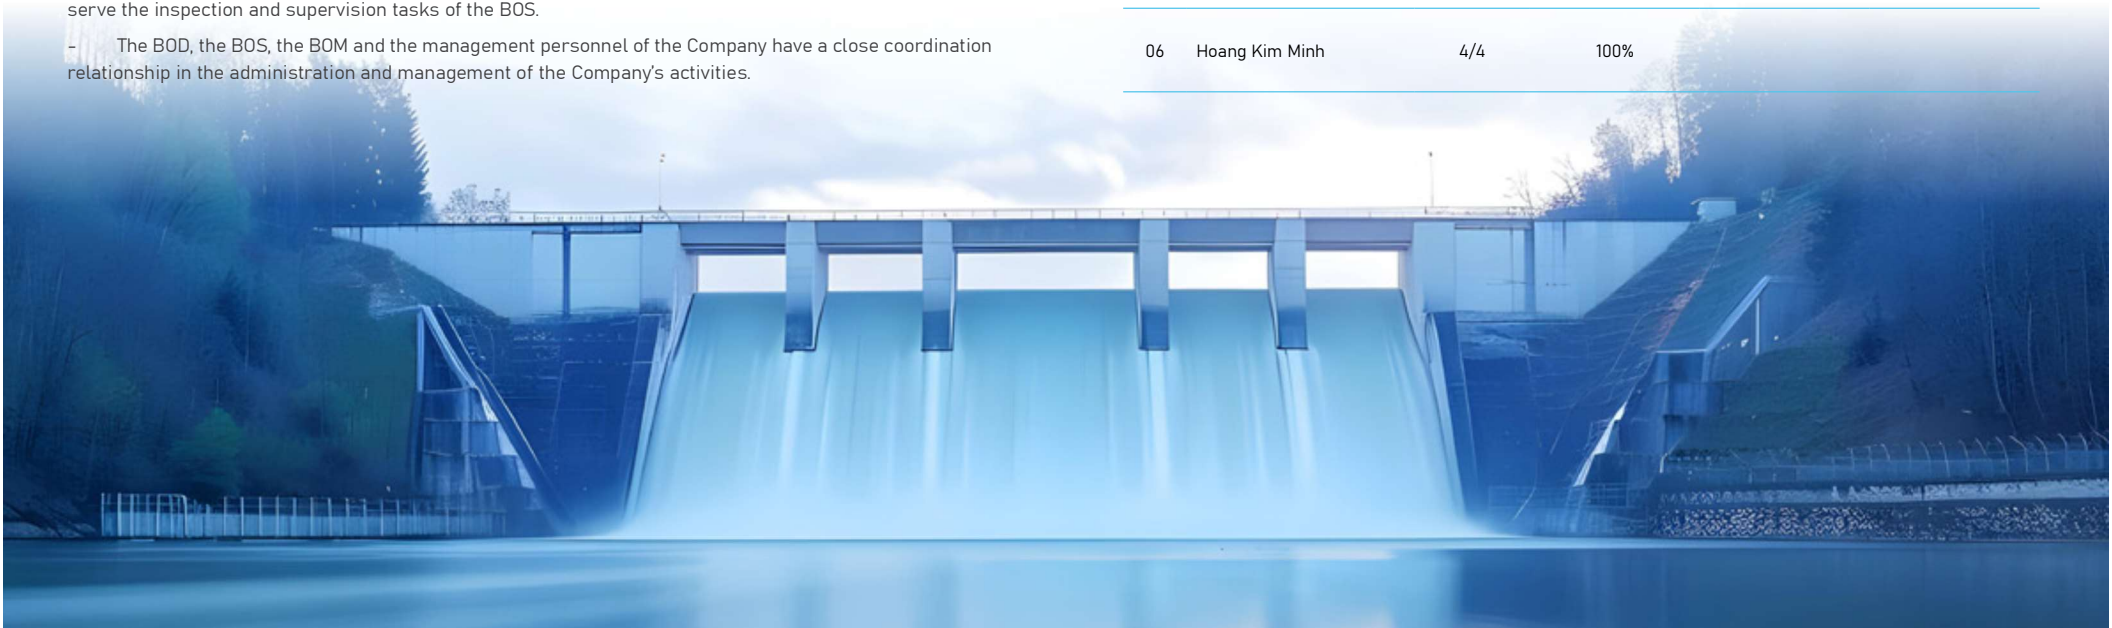 serve the inspection and supervision tasks of the BOS.
- The BOD, the BOS, the BOM and the management personnel of the Company have a close coordination
relationship in the administration and management of the Company's activities.
06 Hoang Kim Minh 4/4 100%